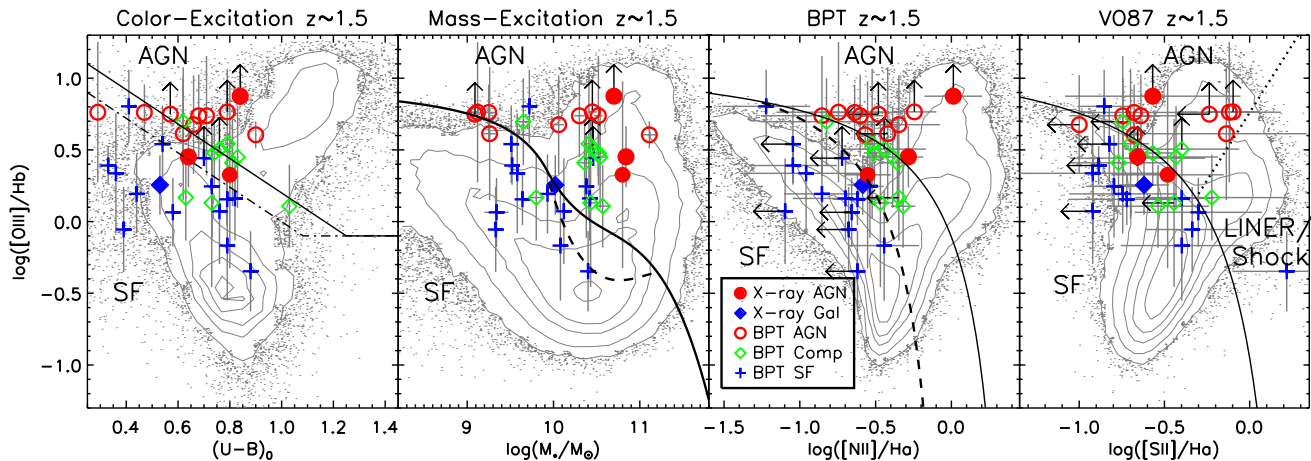 Color-Excitation z~1.5
Mass-Excitation z~1.5
BPT z~1.5
VO87 z~1.5
log([OIII]/Hb)
1.0
0.5
0.0
-0.5
-1.0
AGN
SF
0.4 0.6 0.8 1.0 1.2 1.4
(U-B)0
AGN
SF
9 10 11
log(M*/M⊙)
AGN
SF
X-ray AGN
X-ray Gal
BPT AGN
BPT Comp
BPT SF
-1.5 -1.0 -0.5 0.0
log([NII]/Ha)
AGN
LINER/
Shock
SF
-1.0 -0.5 0.0
log([SII]/Ha)